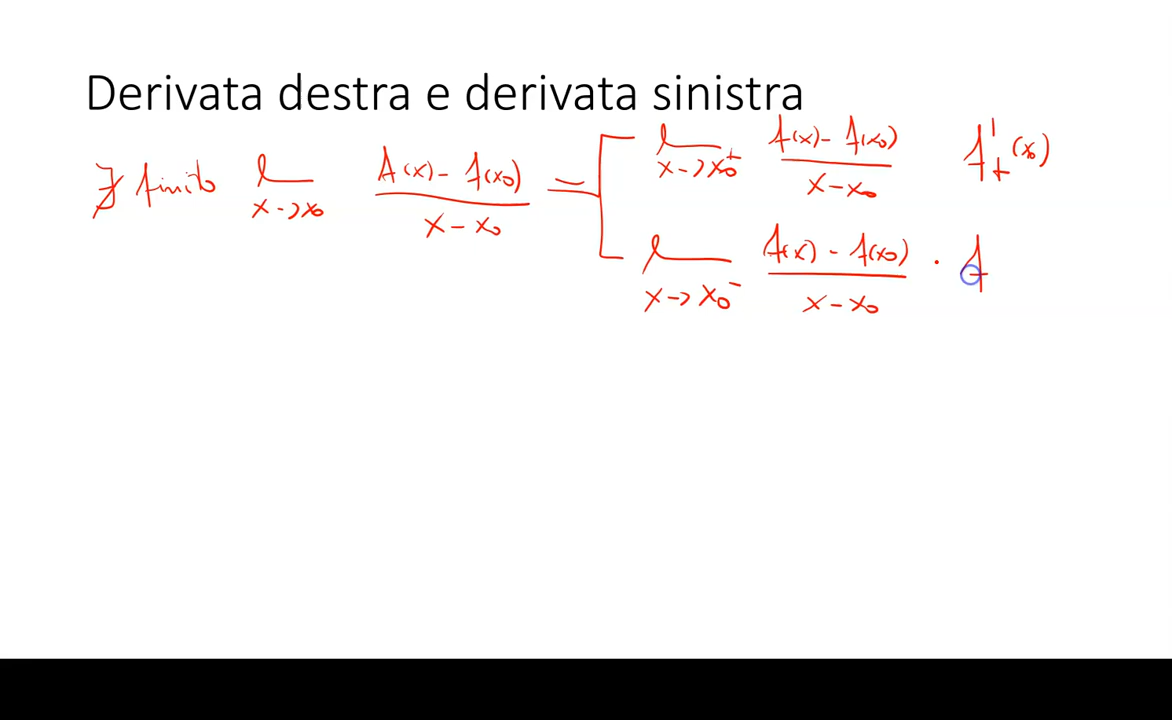 Derivata destra e derivata sinistra
∃ finito lim x→x₀ f(x) - f(x₀) / x - x₀ =
lim x→x₀⁺ f(x) - f(x₀) / x - x₀ f'₊(x₀)
lim x→x₀⁻ f(x) - f(x₀) / x - x₀ . f